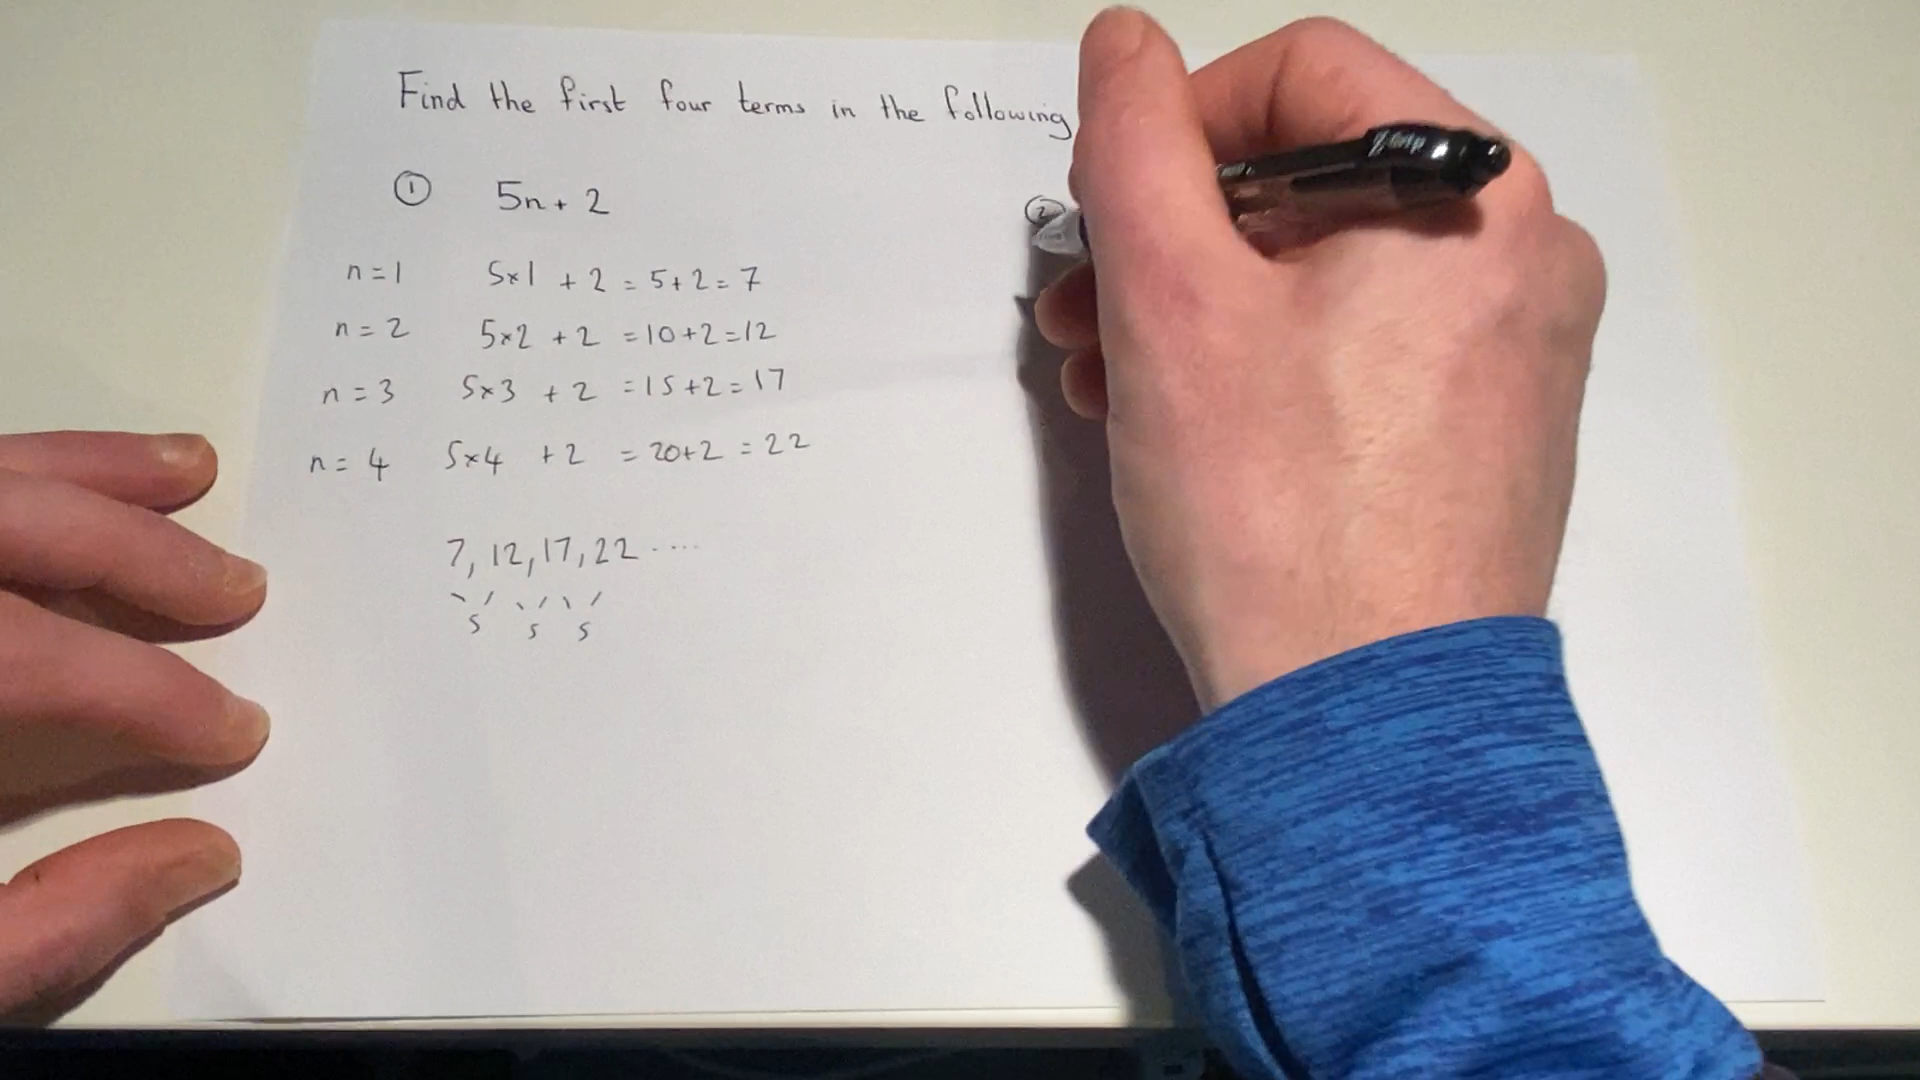 Find the first four terms in the following
① 5n + 2
②
n = 1 5×1 + 2 = 5+2 = 7
n = 2 5×2 + 2 = 10+2 = 12
n = 3 5×3 + 2 = 15+2 = 17
n = 4 5×4 + 2 = 20+2 = 22
7, 12, 17, 22 .....
5 5 5
Z-Grip